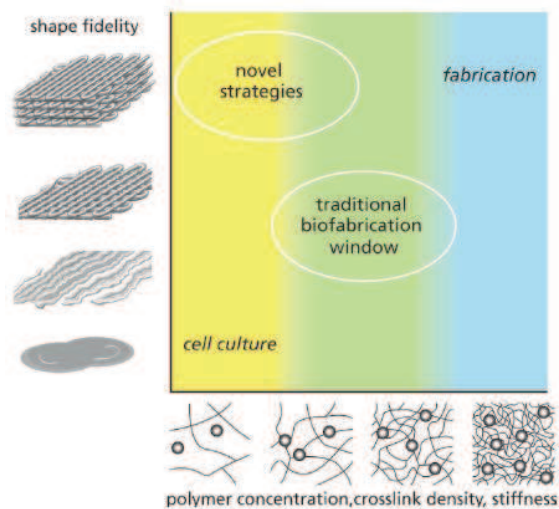 shape fidelity
novel
strategies
fabrication
traditional
biofabrication
window
cell culture
polymer concentration,crosslink density, stiffness